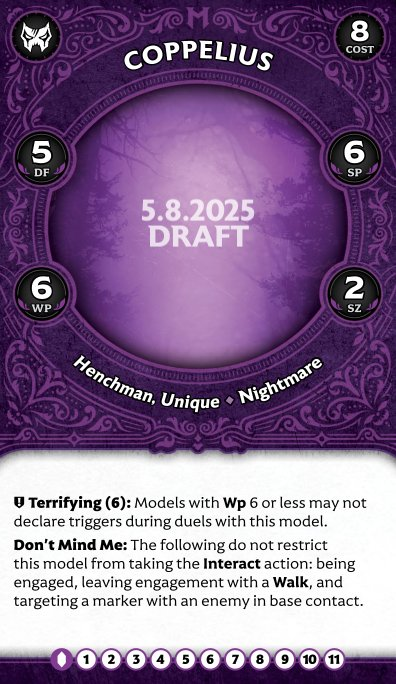 COPPELIUS
8
COST
5
DF
6
SP
5.8.2025
DRAFT
6
WP
2
SZ
Henchman, Unique ◆ Nightmare
Terrifying (6): Models with Wp 6 or less may not
declare triggers during duels with this model.
Don't Mind Me: The following do not restrict
this model from taking the Interact action: being
engaged, leaving engagement with a Walk, and
targeting a marker with an enemy in base contact.
1 2 3 4 5 6 7 8 9 10 11